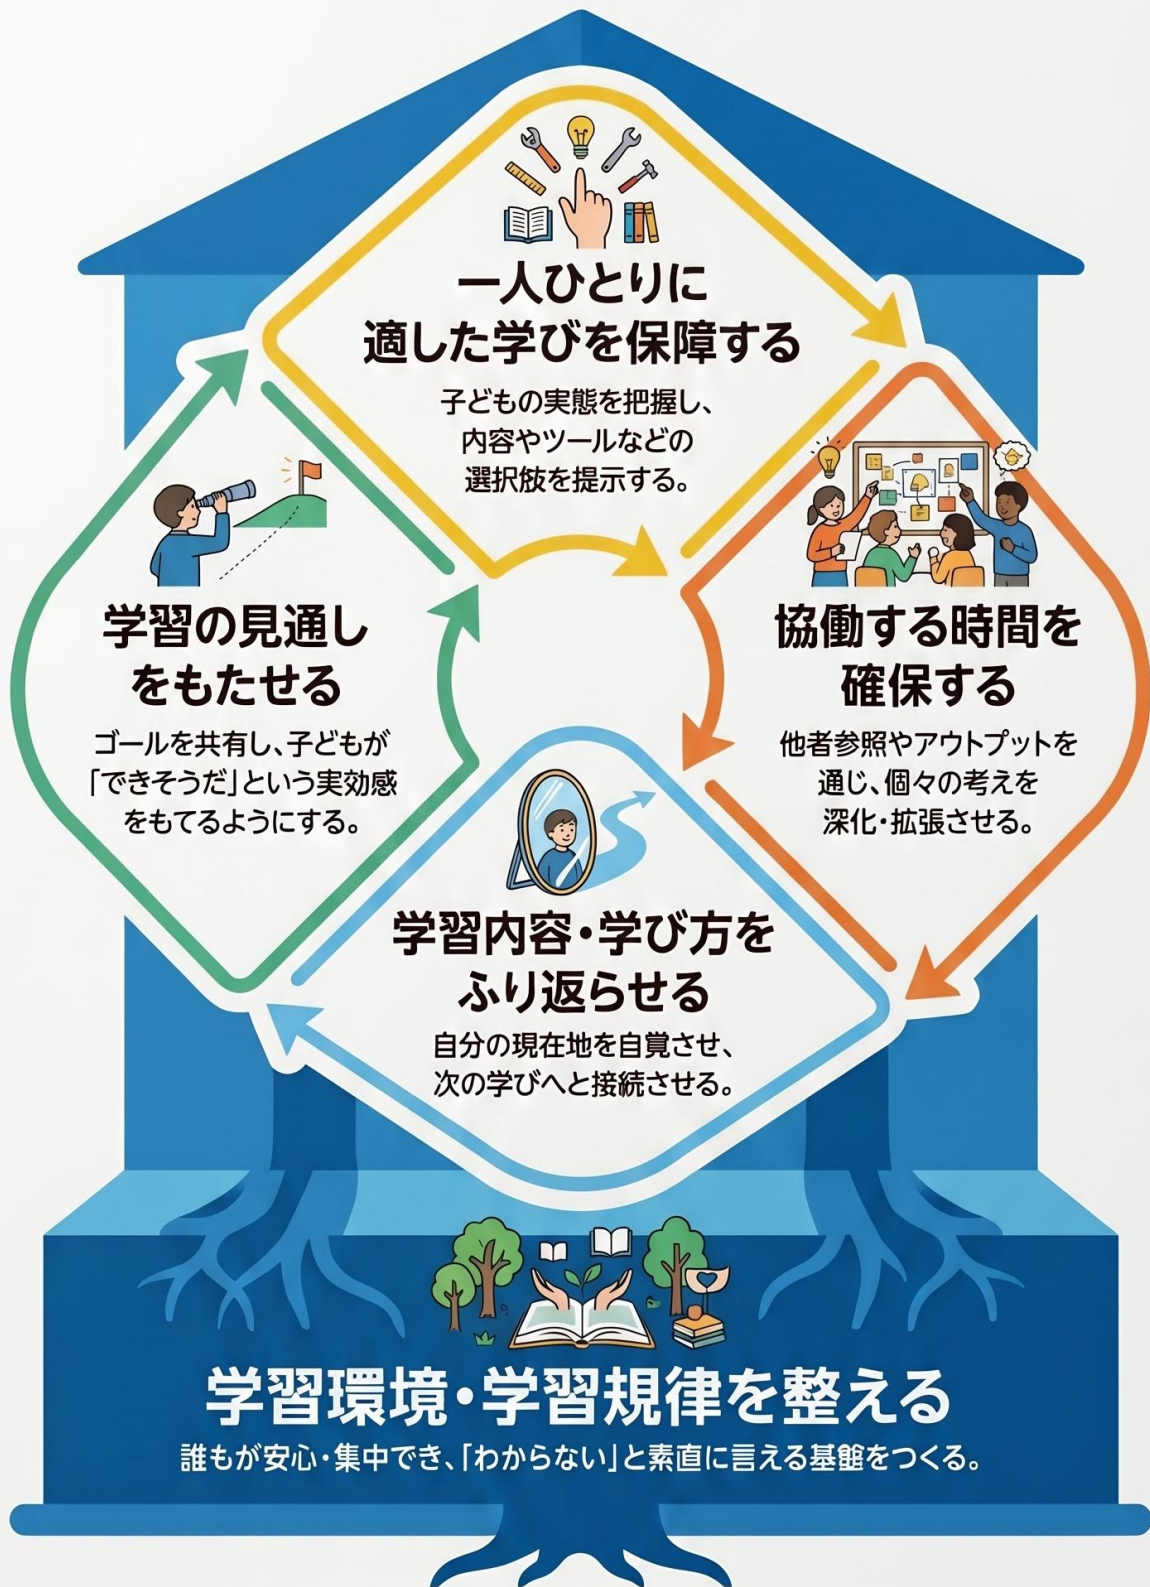 一人ひとりに
適した学びを保障する
子どもの実態を把握し、
内容やツールなどの
選択肢を提示する。
学習の見通し
をもたせる
ゴールを共有し、子どもが
「できそうだ」という実効感
をもてるようにする。
協働する時間を
確保する
他者参照やアウトプットを
通じ、個々の考えを
深化・拡張させる。
学習内容・学び方を
ふり返らせる
自分の現在地を自覚させ、
次の学びへと接続させる。
学習環境・学習規律を整える
誰もが安心・集中でき、「わからない」と素直に言える基盤をつくる。